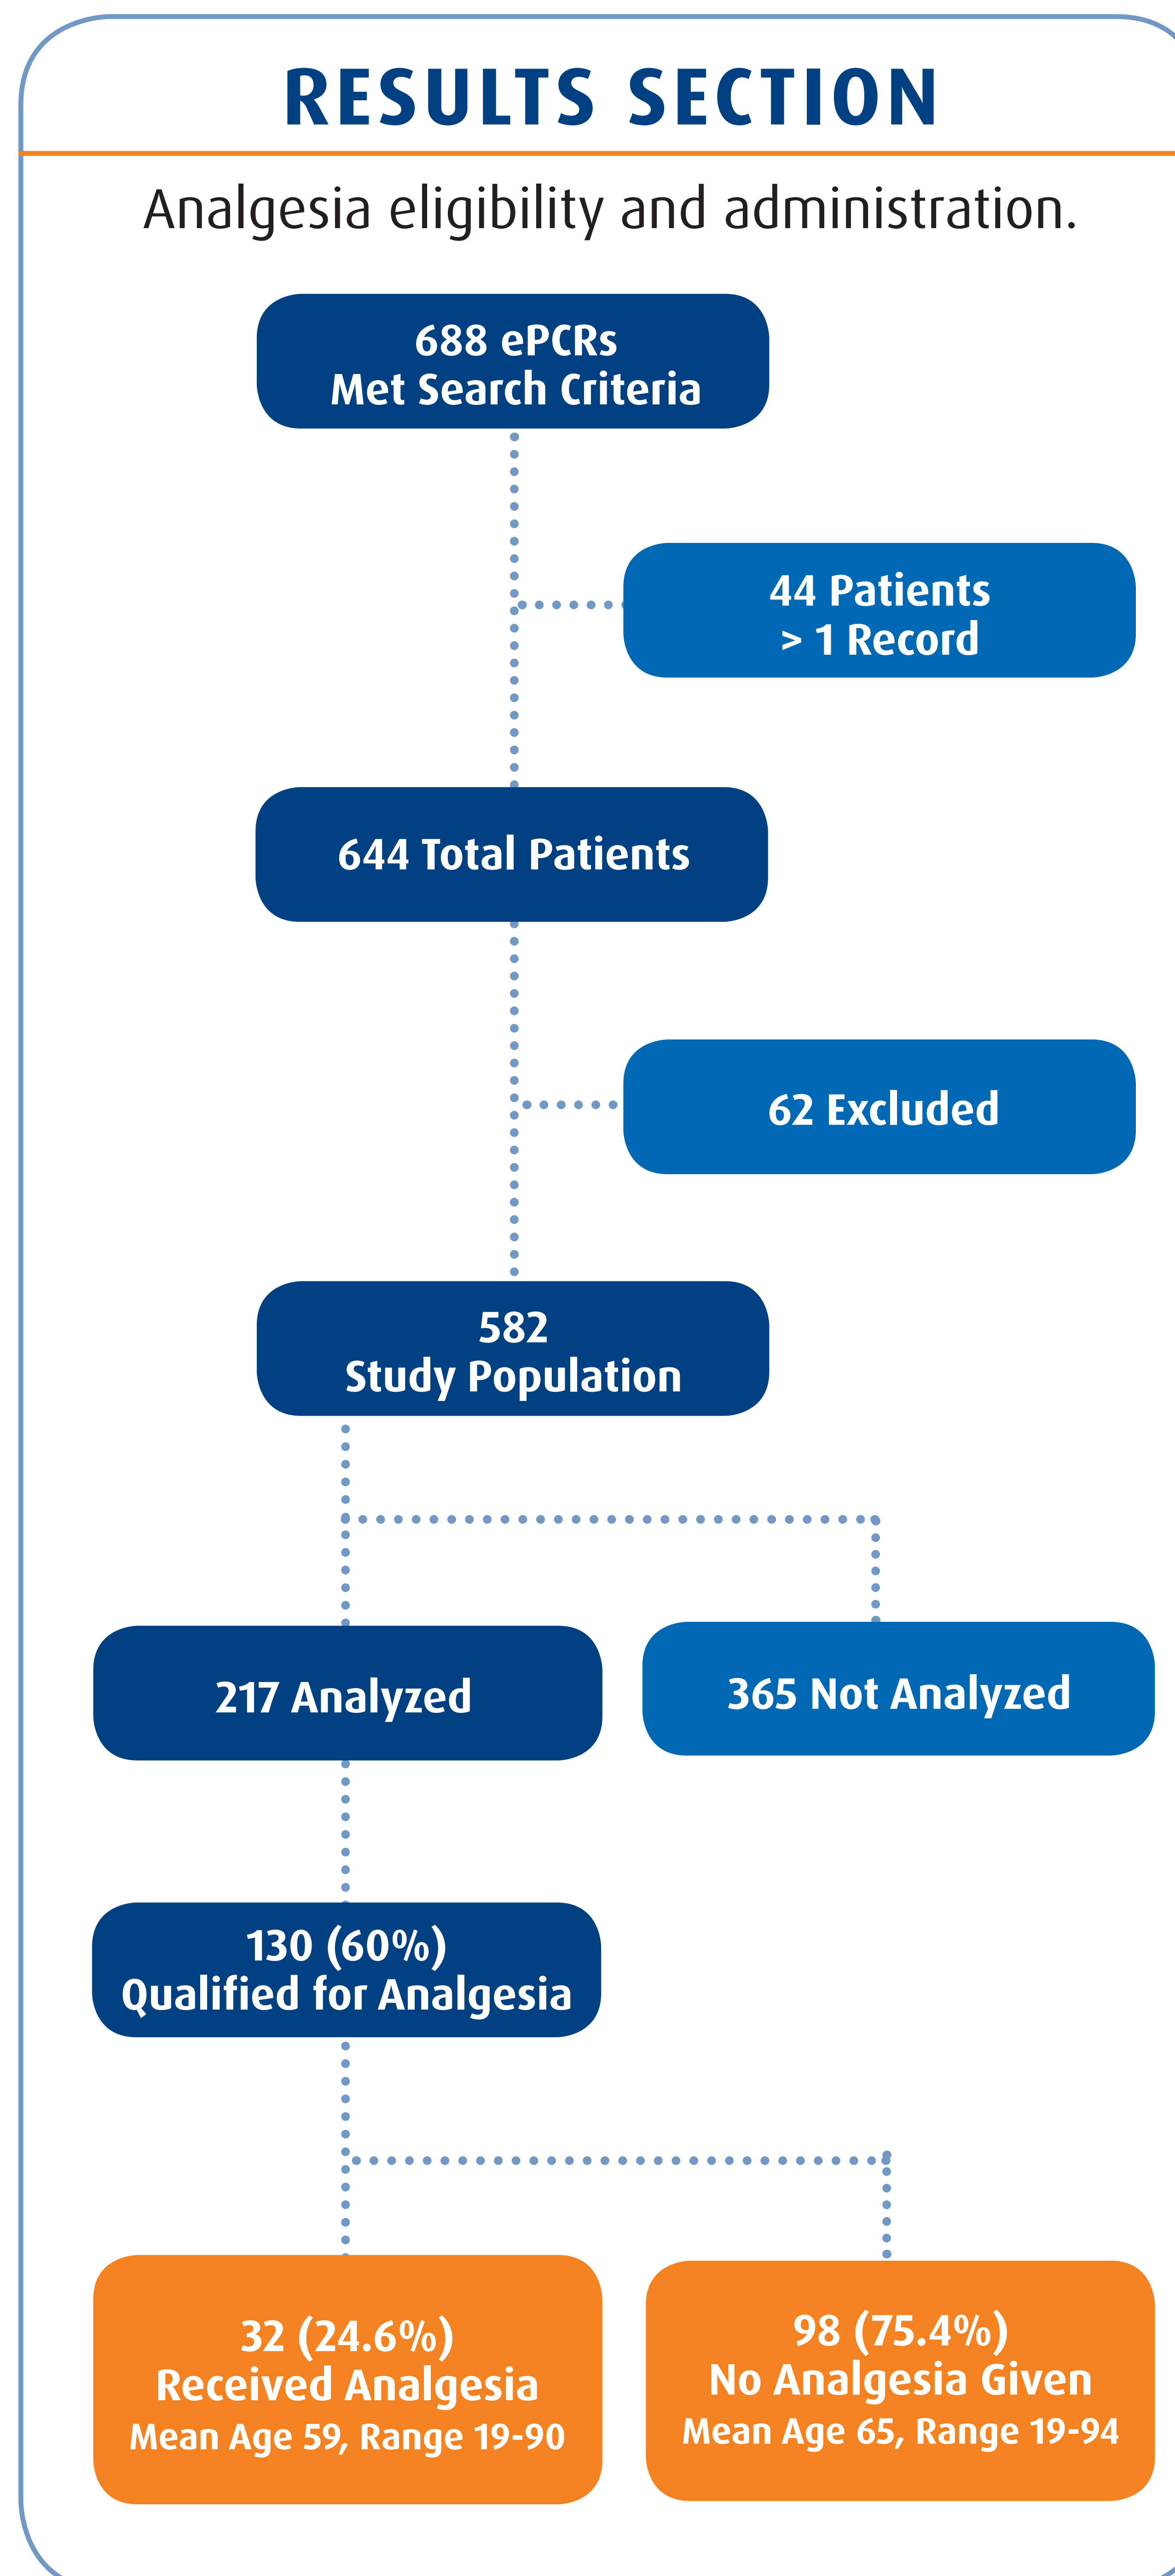 RESULTS SECTION
Analgesia eligibility and administration.
688 ePCRs
Met Search Criteria
44 Patients
> 1 Record
644 Total Patients
62 Excluded
582
Study Population
217 Analyzed
365 Not Analyzed
130 (60%)
Qualified for Analgesia
32 (24.6%)
Received Analgesia
Mean Age 59, Range 19-90
98 (75.4%)
No Analgesia Given
Mean Age 65, Range 19-94